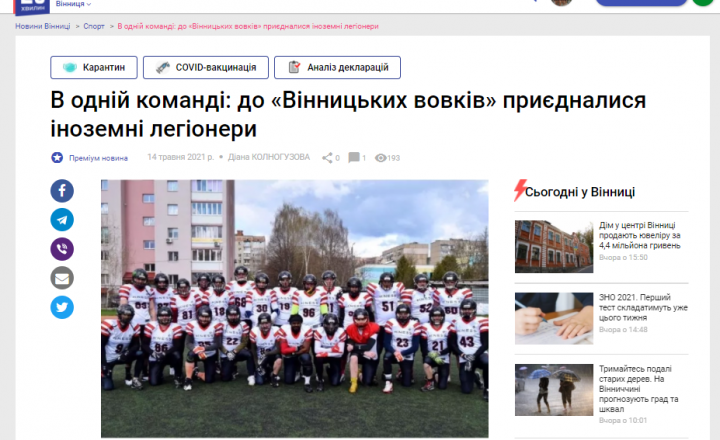 хвилин
Вінниця
Новини Вінниці > Спорт > В одній команді: до «Вінницьких вовків» приєдналися іноземні легіонери
Карантин
COVID-вакцинація
Аналіз декларацій
В одній команді: до «Вінницьких вовків» приєдналися
іноземні легіонери
Преміум новина 14 травня 2021 р. • Діана КОЛНОГУЗОВА 0 1 193
Сьогодні у Вінниці
Дім у центрі Вінниці
продають ювеліру за
4,4 мільйона гривень
Вчора о 15:50
ЗНО 2021. Перший
тест складатимуть уже
цього тижня
Вчора о 14:48
Тримайтесь подалі
старих дерев. На
Вінниччині
прогнозують град та
шквал
Вчора о 10:01